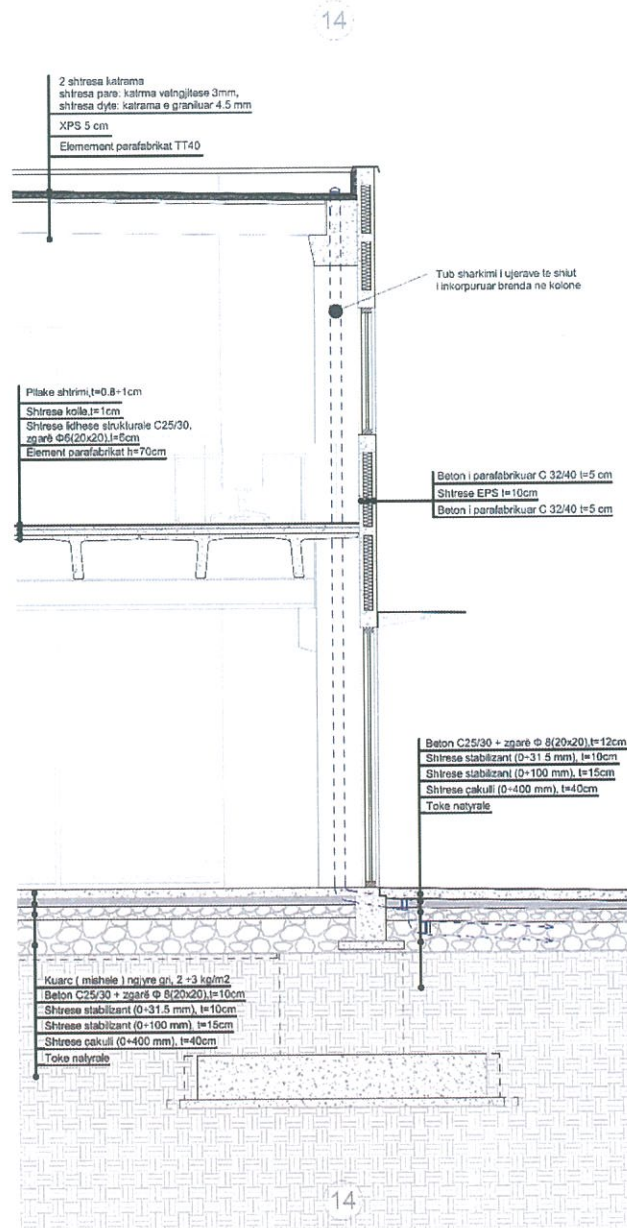 14
2 shtresa katrama
shtresa pare: katrma vetngjitese 3mm,
shtresa dyte: katrama e graniluar 4.5 mm
XPS 5 cm
Elemement parafabrikat TT40
Tub sharkimi i ujerave te shiut
i inkorpuruar brenda ne kolone
Pllake shtrimi,t=0.8÷1cm
Shtrese kolle,t=1cm
Shtrese lidhese strukturale C25/30,
zgarë Φ6(20x20),t=6cm
Element parafabrikat h=70cm
Beton i parafabrikuar C 32/40 t=5 cm
Shtrese EPS t=10cm
Beton i parafabrikuar C 32/40 t=5 cm
Beton C25/30 + zgarë Φ 8(20x20),t=12cm
Shtrese stabilizant (0÷31.5 mm), t=10cm
Shtrese stabilizant (0÷100 mm), t=15cm
Shtrese çakulli (0÷400 mm), t=40cm
Toke natyrale
Kuarc ( mishele ) ngjyre gri, 2 ÷3 kg/m2
Beton C25/30 + zgarë Φ 8(20x20),t=10cm
Shtrese stabilizant (0÷31.5 mm), t=10cm
Shtrese stabilizant (0÷100 mm), t=15cm
Shtrese çakulli (0÷400 mm), t=40cm
Toke natyrale
14